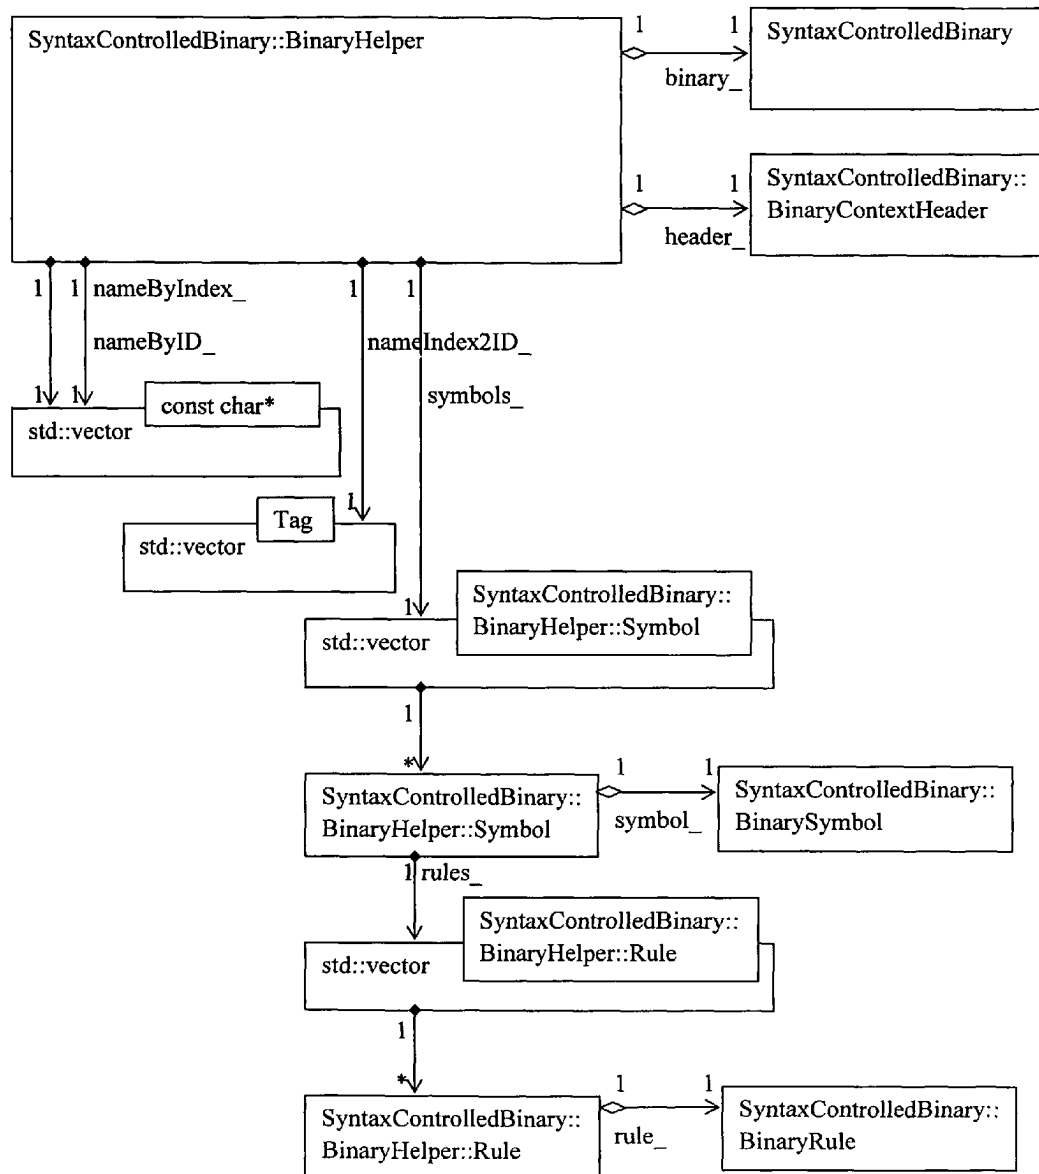 SyntaxControlledBinary::BinaryHelper
1 1
binary_
SyntaxControlledBinary
1 1
header_
SyntaxControlledBinary::
BinaryContextHeader
1 1 nameByIndex_
nameByID_
1 1
nameIndex2ID_
symbols_
1 1
const char*
std::vector
1
Tag
std::vector
1
SyntaxControlledBinary::
BinaryHelper::Symbol
std::vector
1
*
SyntaxControlledBinary::
BinaryHelper::Symbol
1 1
symbol_
SyntaxControlledBinary::
BinarySymbol
1 rules_
SyntaxControlledBinary::
BinaryHelper::Rule
std::vector
1
*
SyntaxControlledBinary::
BinaryHelper::Rule
1 1
rule_
SyntaxControlledBinary::
BinaryRule